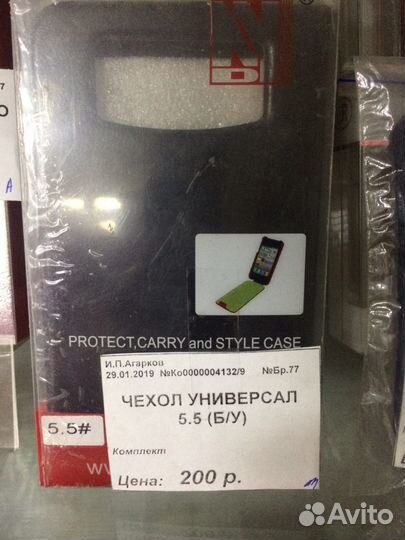 PROTECT,CARRY and STYLE CASE
И.П.Агарков
29.01.2019 №Ко0000004132/9 №Бр.77
ЧЕХОЛ УНИВЕРСАЛ
5.5 (Б/У)
5.5#
Комплект
Цена: 200 р.
Avito